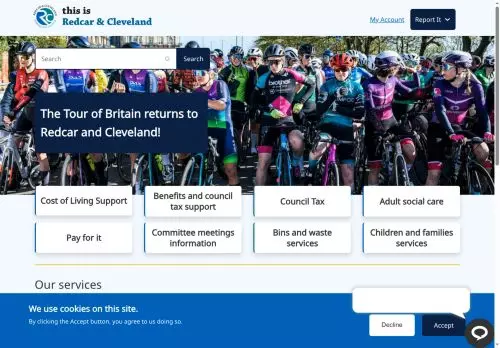 this is
Redcar & Cleveland
My Account
Report It
Search
Search
The Tour of Britain returns to
Redcar and Cleveland!
Cost of Living Support
Benefits and council
tax support
Council Tax
Adult social care
Pay for it
Committee meetings
information
Bins and waste
services
Children and families
services
Our services
We use cookies on this site.
By clicking the Accept button, you agree to us doing so.
Decline
Accept